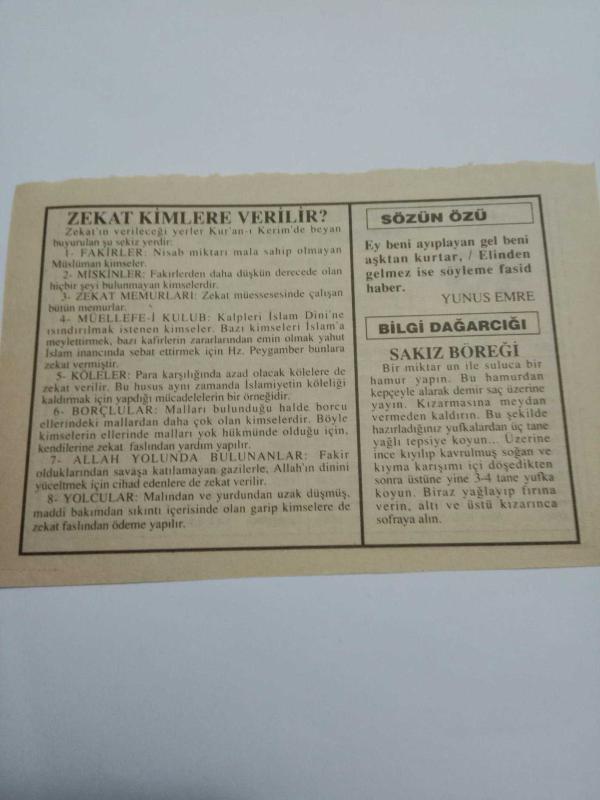 ZEKAT KİMLERE VERİLİR?
Zekat'ın verileceği yerler Kur'an-ı Kerim'de beyan
buyurulan şu sekiz yerdir:
1- FAKİRLER: Nisab miktarı mala sahip olmayan
Müslüman kimseler.
2- MİSKİNLER: Fakirlerden daha düşkün derecede olan
hiçbir şeyi bulunmayan kimselerdir.
3- ZEKAT MEMURLARI: Zekat müessesesinde çalışan
bütün memurlar.
4- MÜELLEFE-İ KULUB: Kalpleri İslam Dini'ne
ısındırılmak istenen kimseler. Bazı kimseleri İslam'a
meylettirmek, bazı kafirlerin zararlarından emin olmak yahut
İslam inancında sebat ettirmek için Hz. Peygamber bunlara
zekat vermiştir.
5- KÖLELER: Para karşılığında azad olacak kölelere de
zekat verilir. Bu husus aynı zamanda İslamiyetin köleliği
kaldırmak için yaptığı mücadelelerin bir örneğidir.
6- BORÇLULAR: Malları bulunduğu halde borcu
ellerindeki mallardan daha çok olan kimselerdir. Böyle
kimselerin ellerinde malları yok hükmünde olduğu için,
kendilerine zekat faslından yardım yapılır.
7- ALLAH YOLUNDA BULUNANLAR: Fakir
olduklarından savaşa katılamayan gazilerle, Allah'ın dinini
yüceltmek için cihad edenlere de zekat verilir.
8- YOLCULAR: Malından ve yurdundan uzak düşmüş,
maddi bakımdan sıkıntı içerisinde olan garip kimselere de
zekat faslından ödeme yapılır.
SÖZÜN ÖZÜ
Ey beni ayıplayan gel beni
aşktan kurtar, / Elinden
gelmez ise söyleme fasid
haber.
YUNUS EMRE
BİLGİ DAĞARCIĞI
SAKIZ BÖREĞİ
Bir miktar un ile suluca bir
hamur yapın. Bu hamurdan
kepçeyle alarak demir saç üzerine
yayın. Kızarmasına meydan
vermeden kaldırın. Bu şekilde
hazırladığınız yufkalardan üç tane
yağlı tepsiye koyun... Üzerine
ince kıyılıp kavrulmuş soğan ve
kıyma karışımı içi döşedikten
sonra üstüne yine 3-4 tane yufka
koyun. Biraz yağlayıp fırına
verin, altı ve üstü kızarınca
sofraya alın.